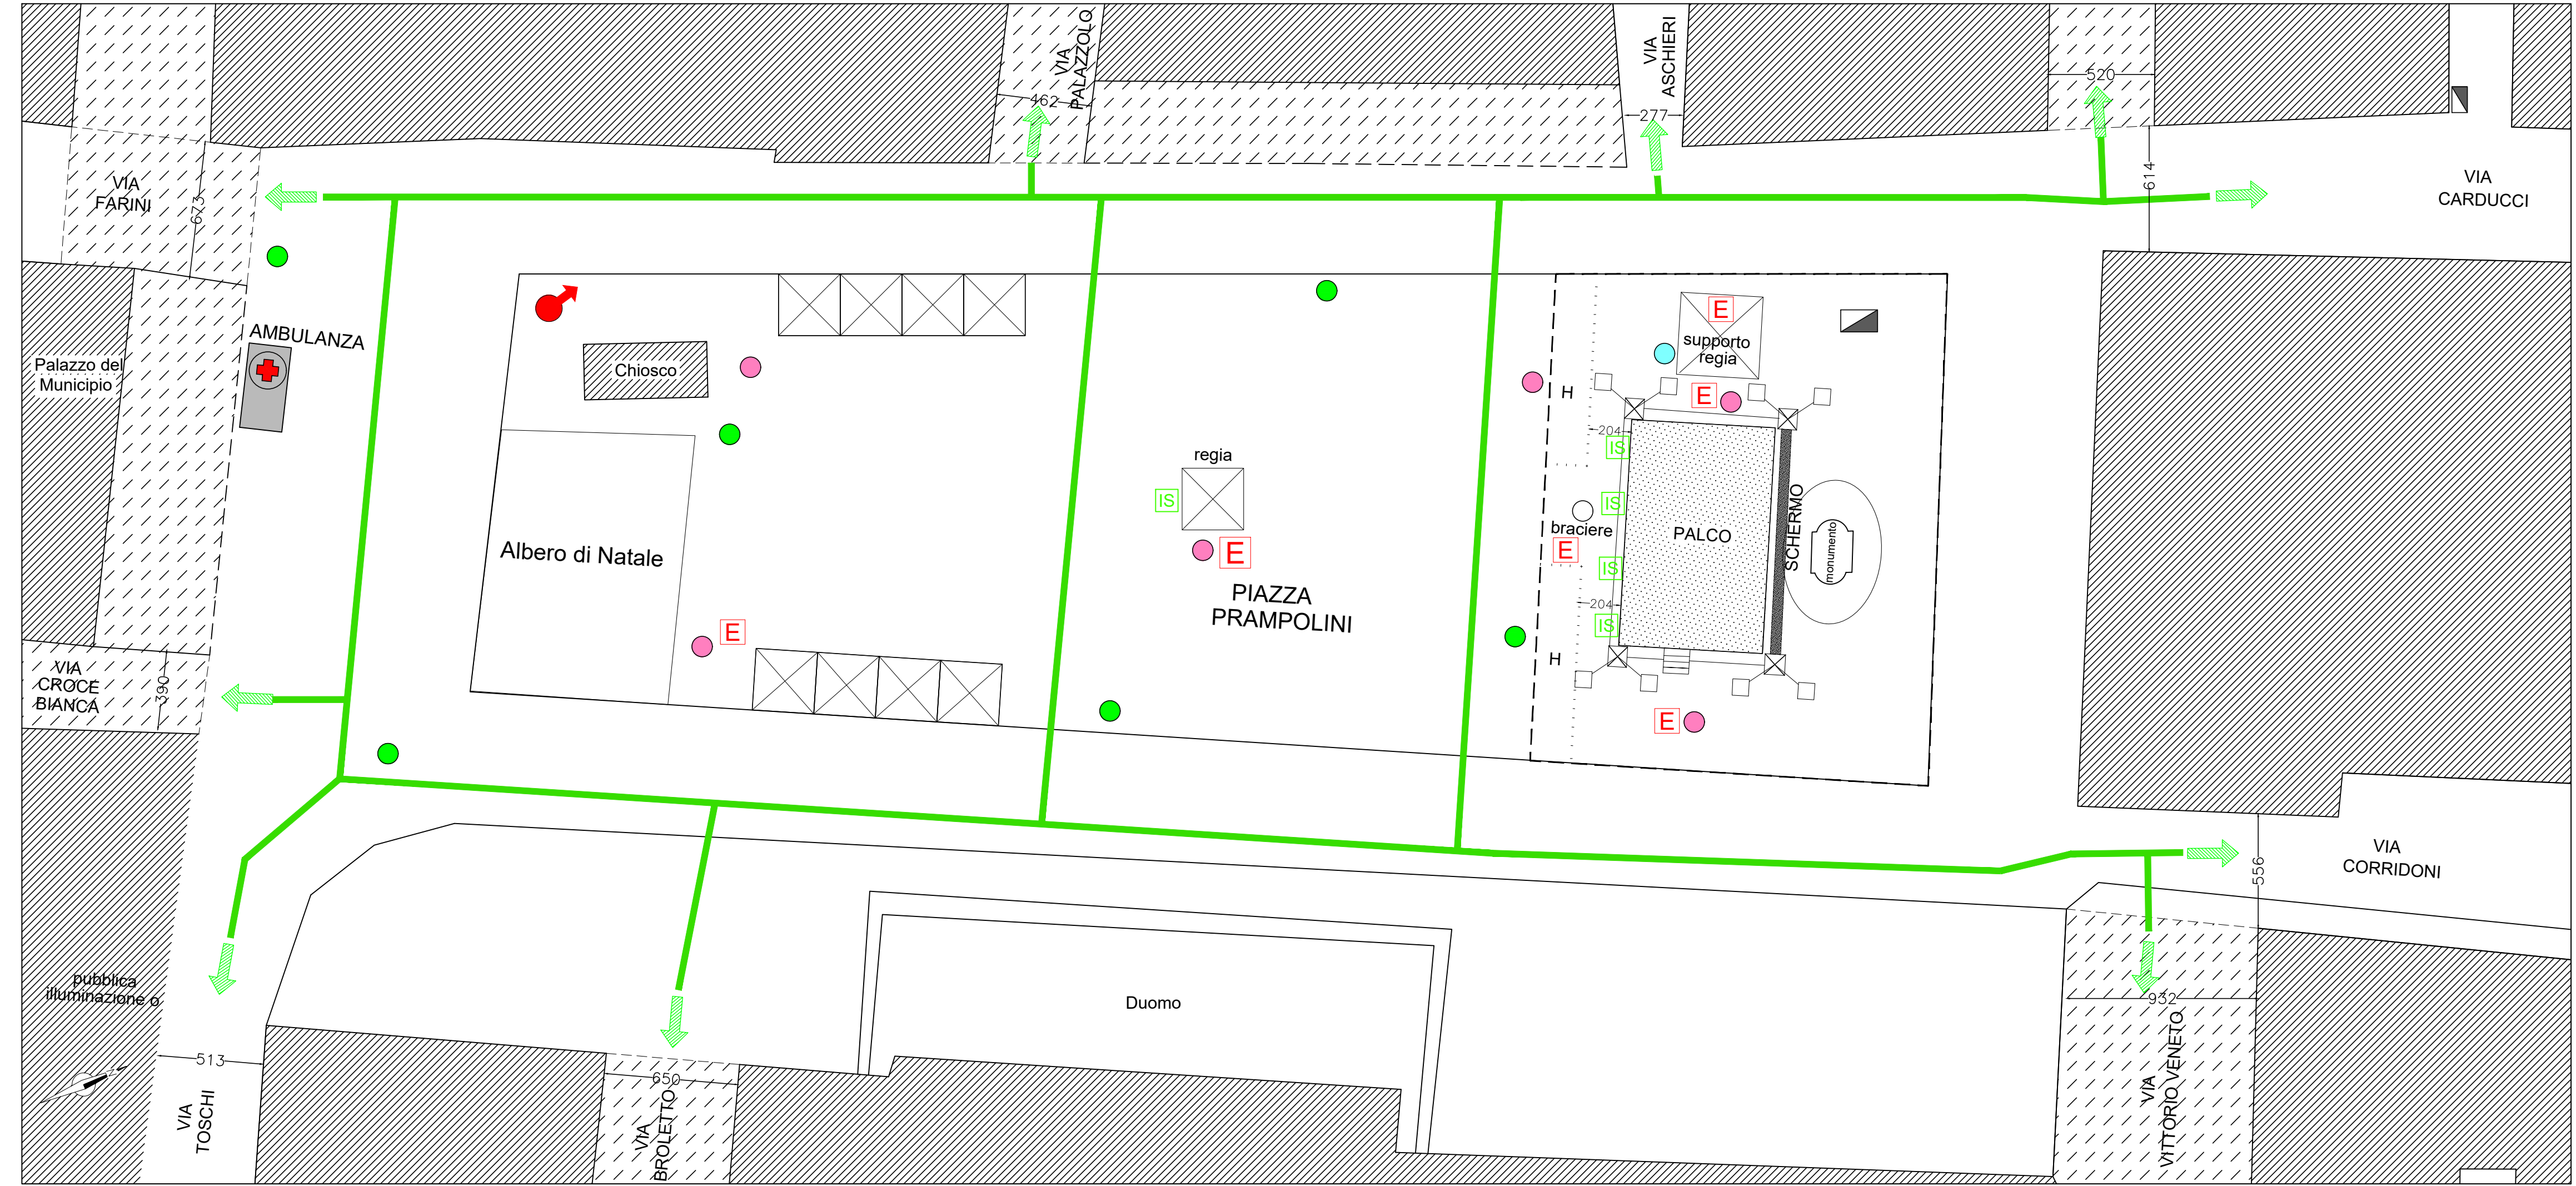 VIA
PALAZZOLO
462
VIA
ASCHIERI
277
520
614
VIA
CARDUCCI
VIA
FARINI
673
AMBULANZA
Palazzo del
Municipio
Chiosco
Albero di Natale
E
regia
IS
E
PIAZZA
PRAMPOLINI
E
supporto
regia
E
H
204
IS
IS
braciere
E
IS
204
IS
H
PALCO
SCHERMO
monumento
E
VIA
CROCE
BIANCA
390
pubblica
illuminazione o
513
VIA
TOSCHI
650
VIA
BROLETTO
Duomo
556
VIA
CORRIDONI
932
VIA
VITTORIO VENETO